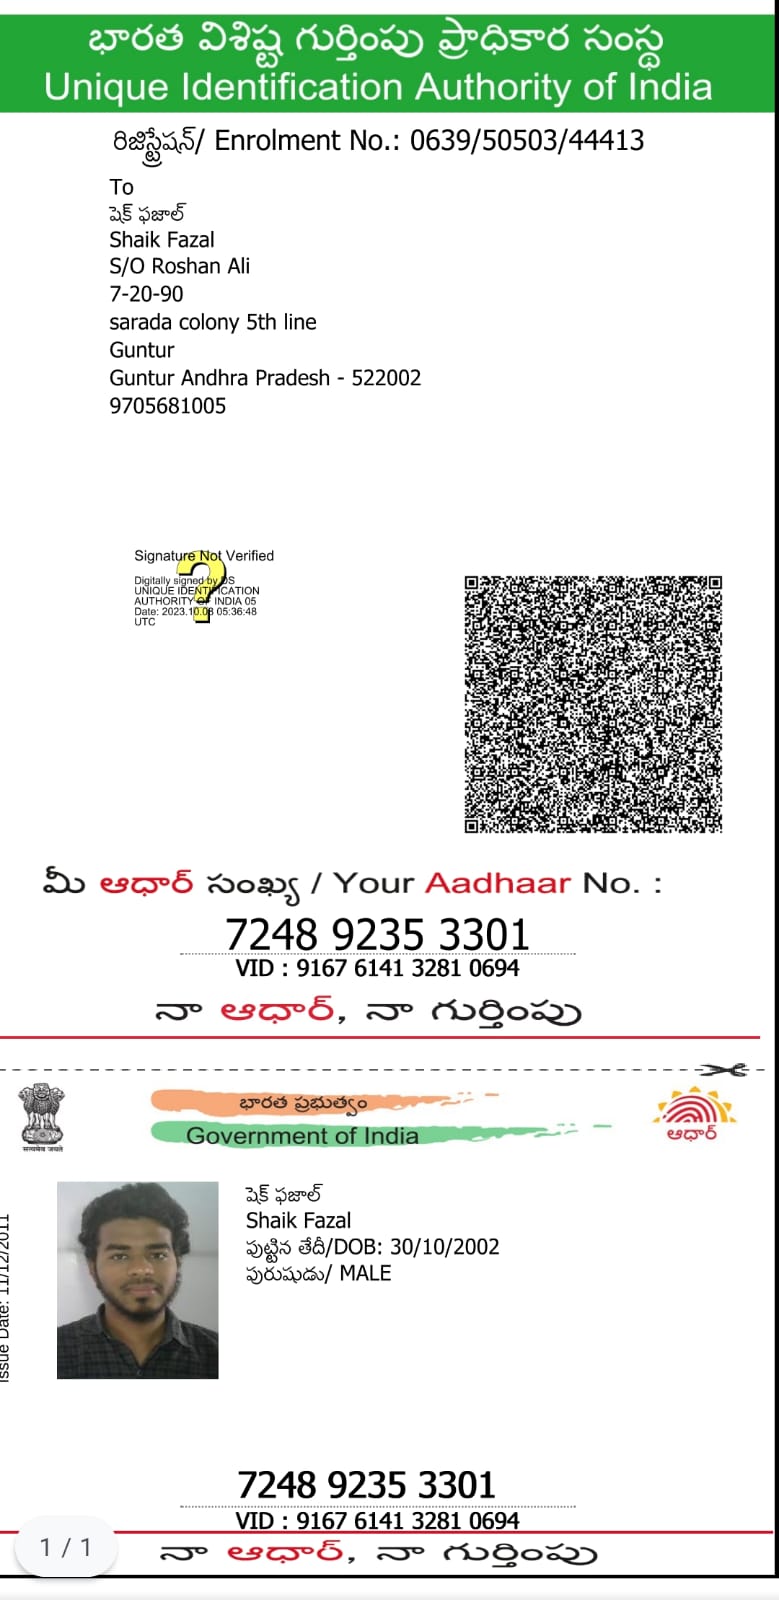 భారత విశిష్ట గుర్తింపు ప్రాధికార సంస్థ
Unique Identification Authority of India
రిజిస్ట్రేషన్/ Enrolment No.: 0639/50503/44413
To
షెక్ ఫజాల్
Shaik Fazal
S/O Roshan Ali
7-20-90
sarada colony 5th line
Guntur
Guntur Andhra Pradesh - 522002
9705681005
Signature Not Verified
Digitally signed by DS
UNIQUE IDENTIFICATION
AUTHORITY OF INDIA 05
Date: 2023.10.08 05:36:48
UTC
మీ ఆధార్ సంఖ్య / Your Aadhaar No. :
7248 9235 3301
VID : 9167 6141 3281 0694
నా ఆధార్, నా గుర్తింపు
భారత ప్రభుత్వం
Government of India
सत्यमेव जयते
ఆధార్
Issue Date: 11/12/2011
షెక్ ఫజాల్
Shaik Fazal
పుట్టిన తేదీ/DOB: 30/10/2002
పురుషుడు/ MALE
7248 9235 3301
VID : 9167 6141 3281 0694
1 / 1
నా ఆధార్, నా గుర్తింపు